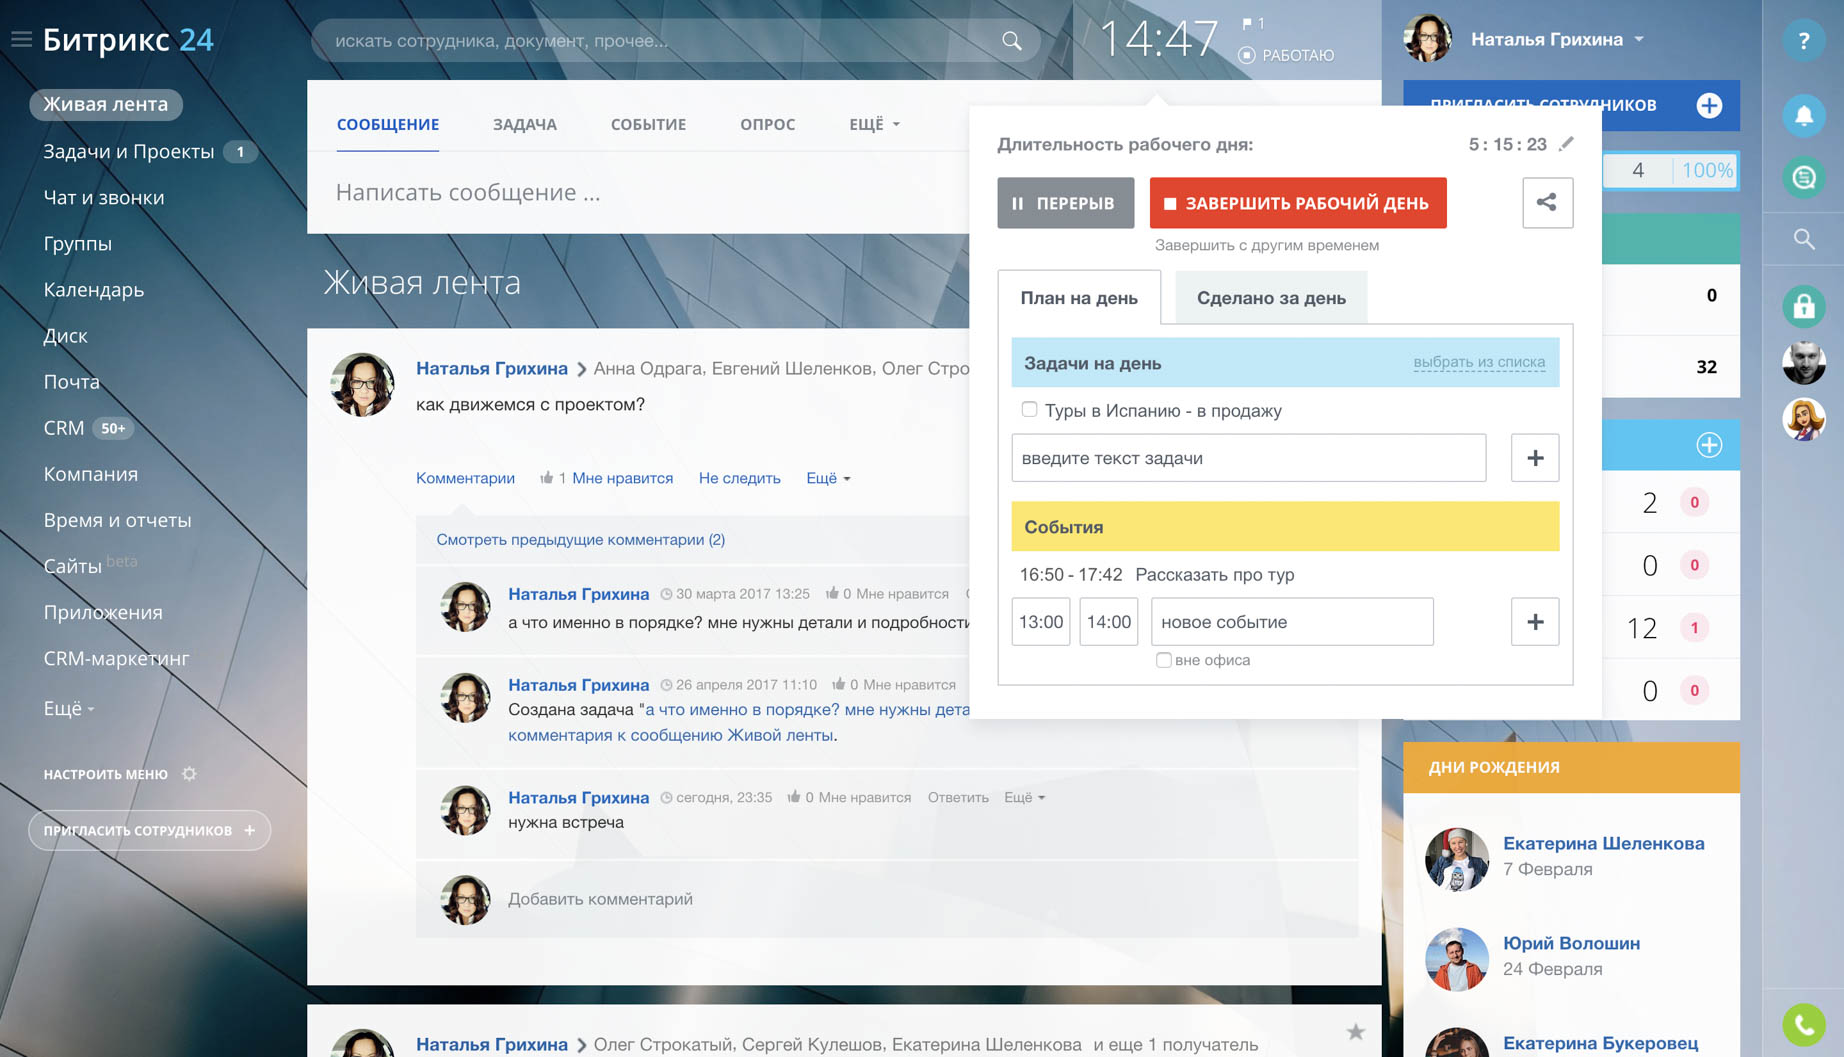 Битрикс 24
искать сотрудника, документ, прочее...
14:47
1
РАБОТАЮ
Наталья Грихина
?
Живая лента
Задачи и Проекты 1
Чат и звонки
Группы
Календарь
Диск
Почта
CRM 50+
Компания
Время и отчеты
Сайты beta
Приложения
CRM-маркетинг
Ещё
НАСТРОИТЬ МЕНЮ
ПРИГЛАСИТЬ СОТРУДНИКОВ +
СООБЩЕНИЕ ЗАДАЧА СОБЫТИЕ ОПРОС ЕЩЁ
Написать сообщение ...
Живая лента
Наталья Грихина > Анна Одрага, Евгений Шеленков, Олег Стро
как движемся с проектом?
Комментарии 1 Мне нравится Не следить Ещё
Смотреть предыдущие комментарии (2)
Наталья Грихина 30 марта 2017 13:25 0 Мне нравится
а что именно в порядке? мне нужны детали и подробности
Наталья Грихина 26 апреля 2017 11:10 0 Мне нравится
Создана задача "а что именно в порядке? мне нужны дета
комментария к сообщению Живой ленты.
Наталья Грихина сегодня, 23:35 0 Мне нравится Ответить Ещё
нужна встреча
Добавить комментарий
Наталья Грихина > Олег Строкатый, Сергей Кулешов, Екатерина Шеленкова и еще 1 получатель
Длительность рабочего дня: 5 : 15 : 23
ПЕРЕРЫВ
ЗАВЕРШИТЬ РАБОЧИЙ ДЕНЬ
Завершить с другим временем
План на день Сделано за день
Задачи на день выбрать из списка
Туры в Испанию - в продажу
введите текст задачи +
События
16:50 - 17:42 Рассказать про тур
13:00 14:00 новое событие +
вне офиса
ПРИГЛАСИТЬ СОТРУДНИКОВ
4 100%
0
32
2 0
0 0
12 1
0 0
ДНИ РОЖДЕНИЯ
Екатерина Шеленкова
7 Февраля
Юрий Волошин
24 Февраля
Екатерина Букеровец